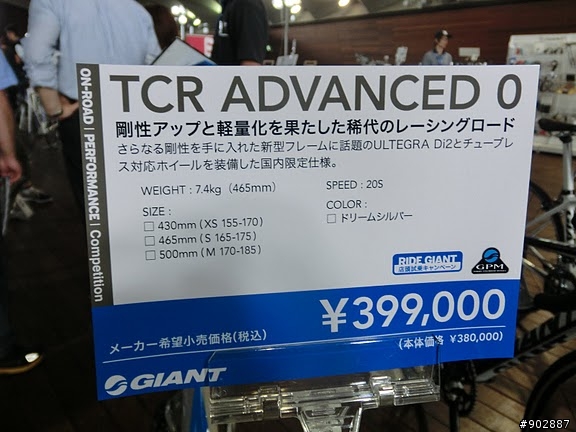 ON-ROAD | PERFORMANCE | Competition
TCR ADVANCED 0
剛性アップと軽量化を果たした稀代のレーシングロード
さらなる剛性を手に入れた新型フレームに話題のULTEGRA Di2とチューブレ
ス対応ホイールを装備した国内限定仕様。
WEIGHT : 7.4kg (465mm)
SPEED : 20S
SIZE :
□ 430mm (XS 155-170)
□ 465mm (S 165-175)
□ 500mm (M 170-185)
COLOR :
□ ドリームシルバー
RIDE GIANT
店頭試乗キャンペーン
GPM
¥399,000
メーカー希望小売価格(税込)
(本体価格 ¥380,000)
GIANT
#902887